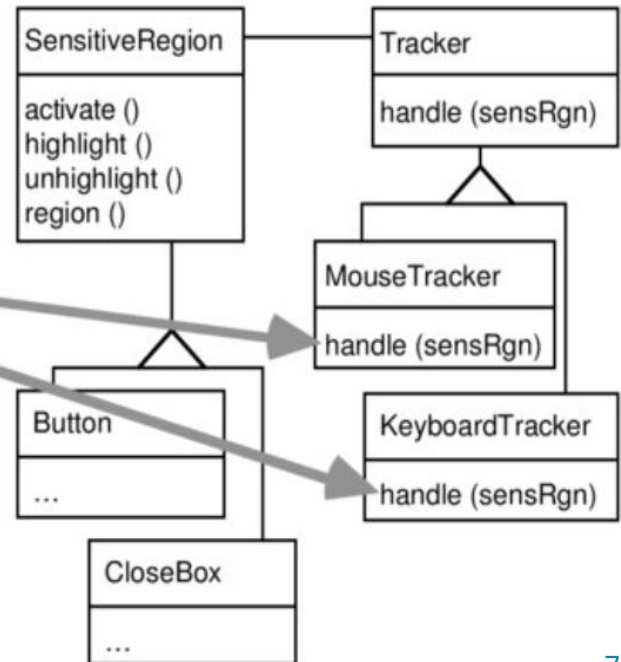 SensitiveRegion
activate ()
highlight ()
unhighlight ()
region ()
Tracker
handle (sensRgn)
MouseTracker
handle (sensRgn)
Button
...
KeyboardTracker
handle (sensRgn)
CloseBox
...
7